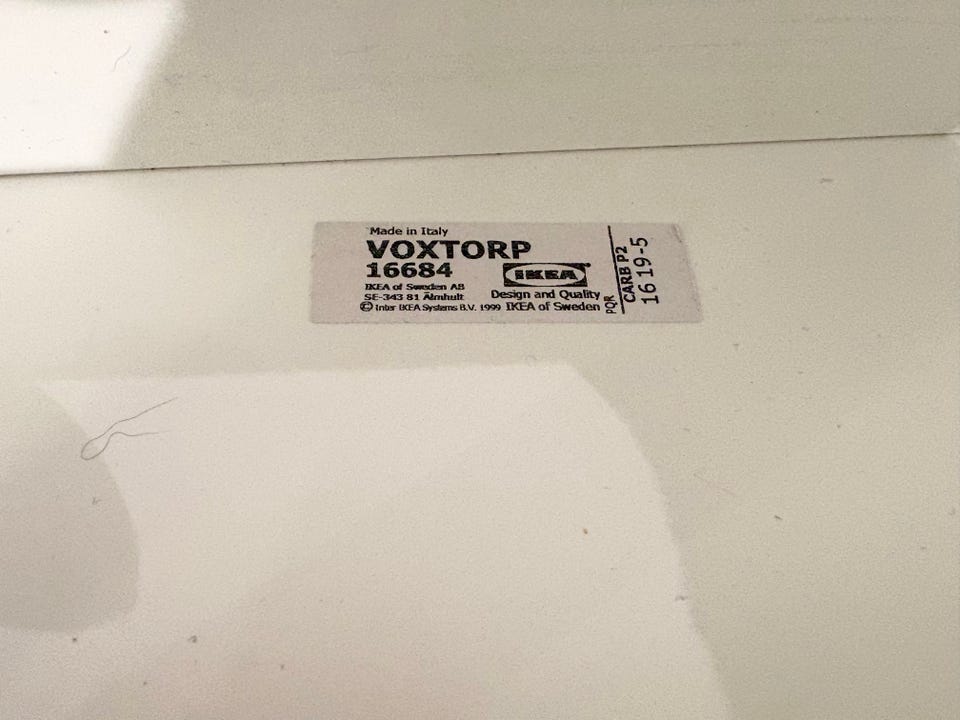 Made in Italy
VOXTORP
16684
IKEA
IKEA of Sweden AB
SE-343 81 Älmhult
Design and Quality
© Inter IKEA Systems B.V. 1999
IKEA of Sweden
PQR
CARB P2
16 19-5